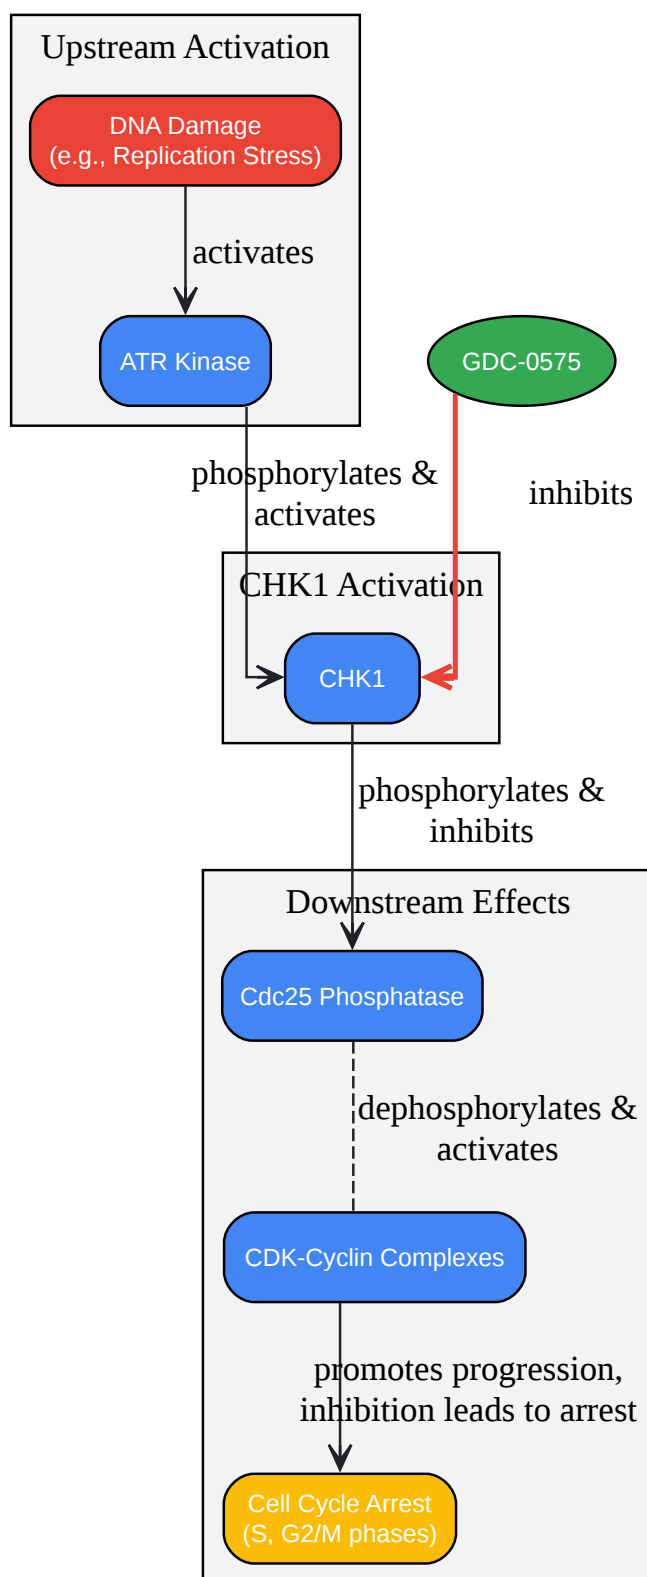 Upstream Activation
DNA Damage
(e.g., Replication Stress)
activates
ATR Kinase
GDC-0575
phosphorylates &
activates
inhibits
CHK1 Activation
CHK1
phosphorylates &
inhibits
Downstream Effects
Cdc25 Phosphatase
dephosphorylates &
activates
CDK-Cyclin Complexes
promotes progression,
inhibition leads to arrest
Cell Cycle Arrest
(S, G2/M phases)